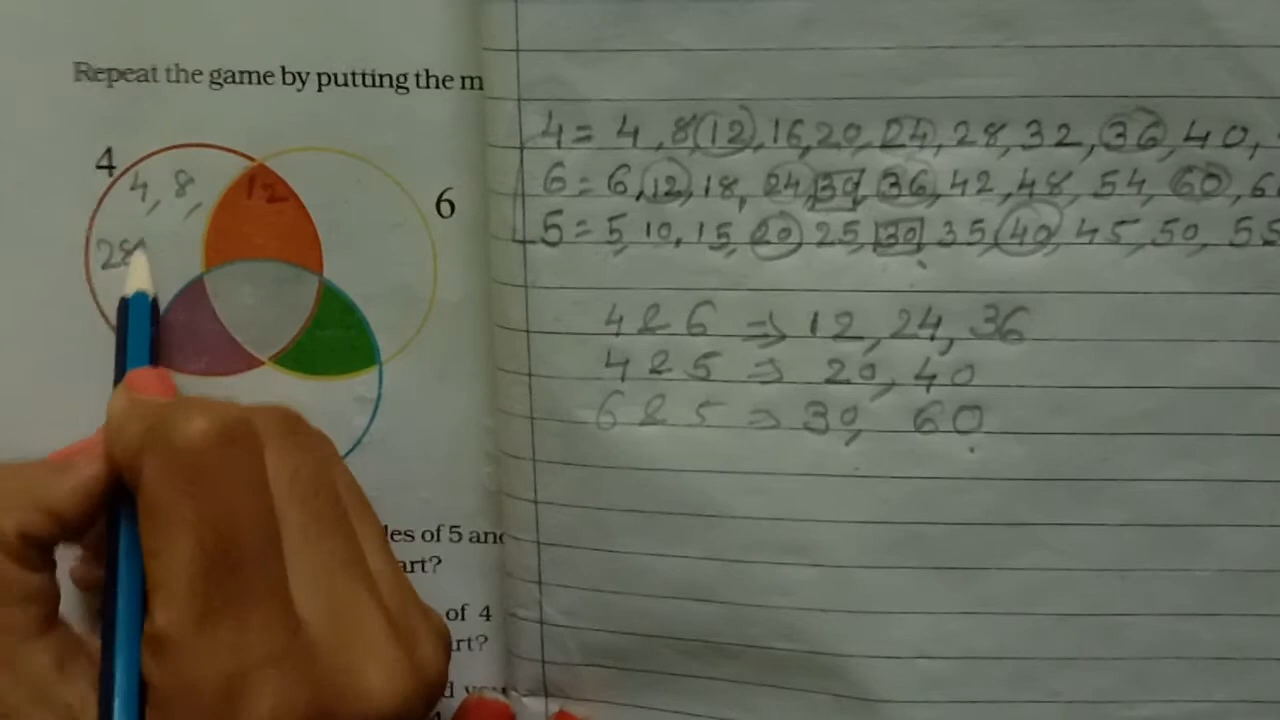 Repeat the game by putting the m
4
4, 8,
12
6
28
les of 5 and
art?
of 4
rt?
4 = 4, 8, 12, 16, 20, 24, 28, 32, 36, 40,
6 = 6, 12, 18, 24, 30, 36, 42, 48, 54, 60, 6
5 = 5, 10, 15, 20, 25, 30, 35, 40, 45, 50, 55
4 & 6 ⇒ 12, 24, 36
4 & 5 ⇒ 20, 40
6 & 5 ⇒ 30, 60